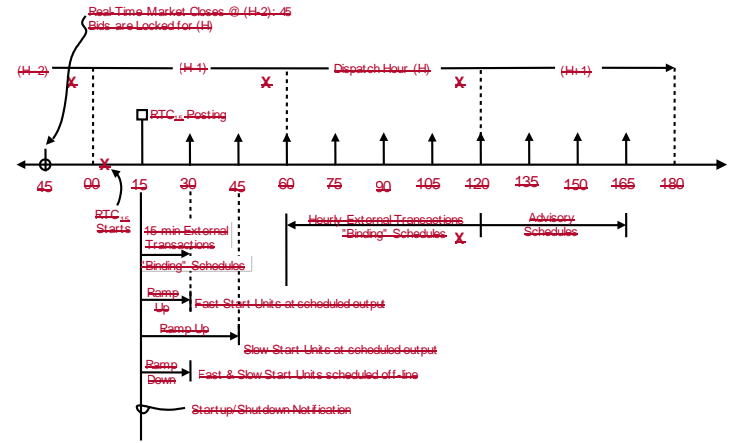 Real-Time Market Closes @ (H-2): 45
Bids are Locked for (H)
(H-2)
(H-1)
Dispatch Hour (H)
(H+1)
X
X
X
RTC15 Posting
X
45
00
15
30
45
60
75
90
105
120
135
150
165
180
RTC15
Starts
15-min External
Transactions
"Binding" Schedules
Hourly External Transactions
"Binding" Schedules
X
Advisory
Schedules
Ramp
Up
Fast Start Units at scheduled output
Ramp Up
Slow Start Units at scheduled output
Ramp
Down
Fast & Slow Start Units scheduled off-line
Startup/Shutdown Notification